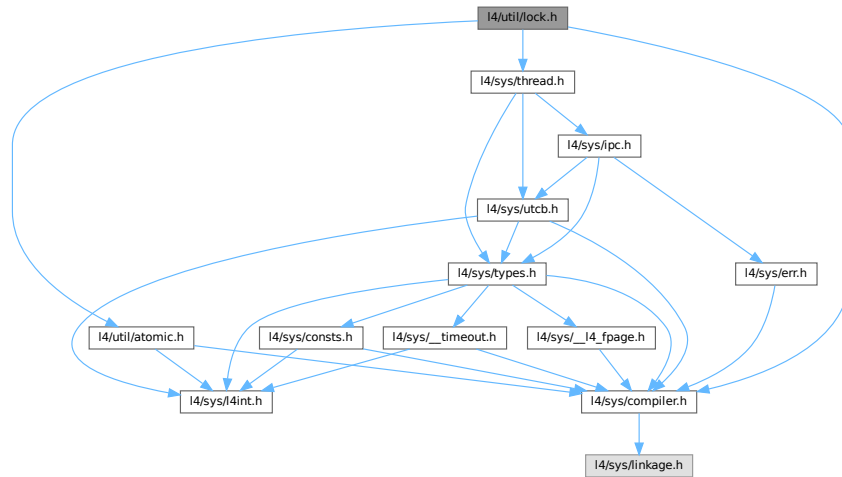 l4/util/lock.h
l4/sys/thread.h
l4/sys/ipc.h
l4/sys/utcb.h
l4/sys/types.h
l4/sys/err.h
l4/util/atomic.h
l4/sys/consts.h
l4/sys/__timeout.h
l4/sys/__l4_fpage.h
l4/sys/l4int.h
l4/sys/compiler.h
l4/sys/linkage.h